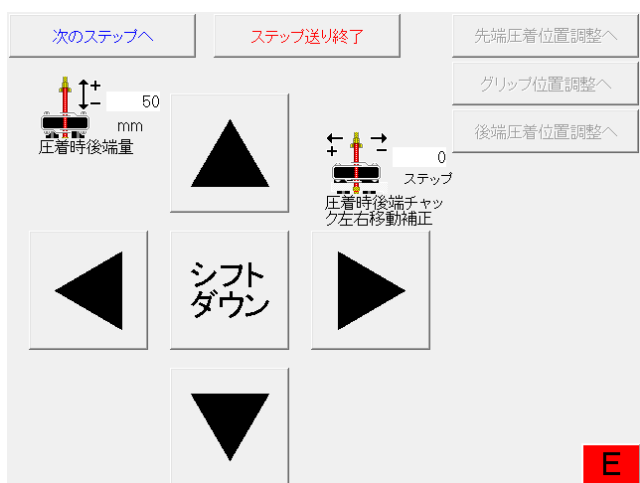 次のステップへ
ステップ送り終了
先端圧着位置調整へ
グリップ位置調整へ
後端圧着位置調整へ
+
-
50
mm
圧着時後端量
+
-
0
ステップ
圧着時後端チャッ
ク左右移動補正
シフト
ダウン
E